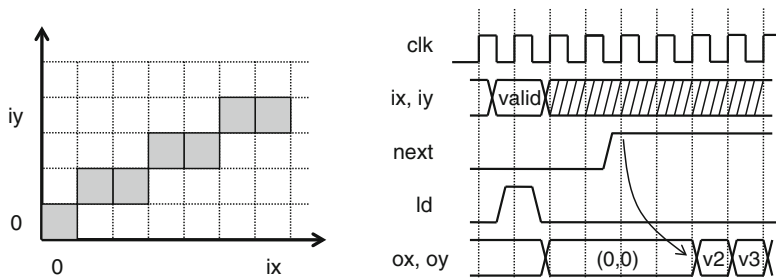 iy
0
0
ix
clk
ix, iy
valid
next
ld
ox, oy
(0,0)
v2
v3